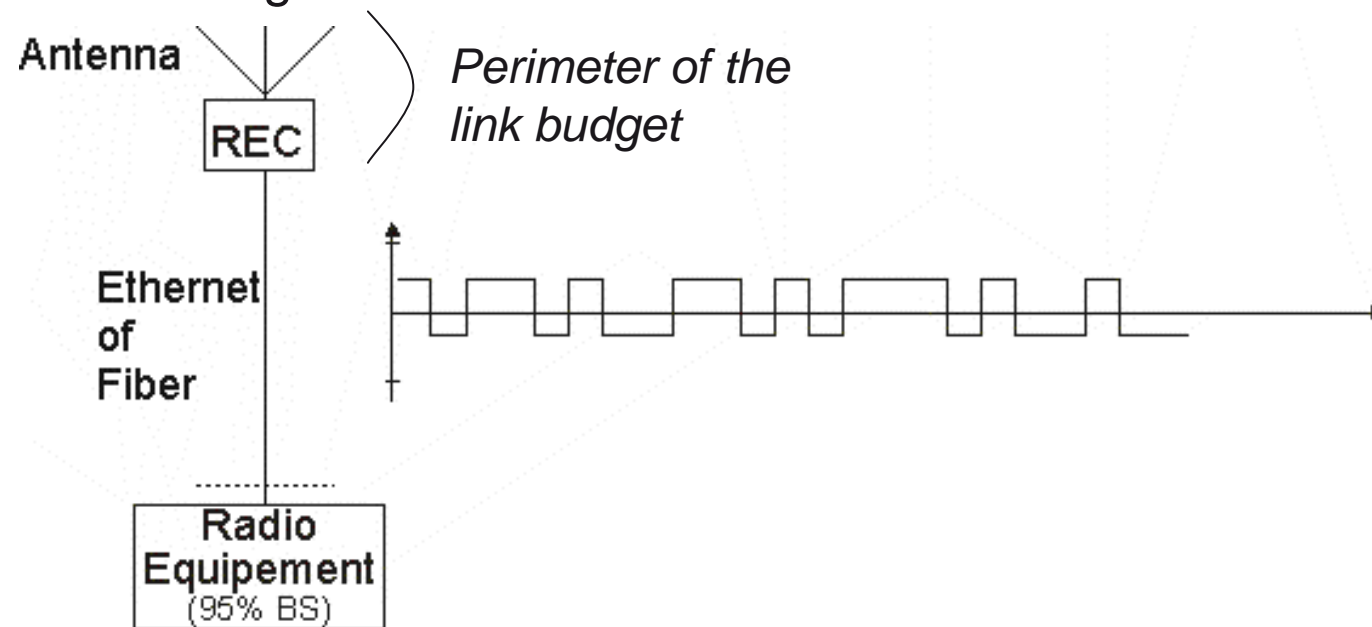 Antenna
Perimeter of the
link budget
REC
Ethernet
of
Fiber
Radio
Equipement
(95% BS)